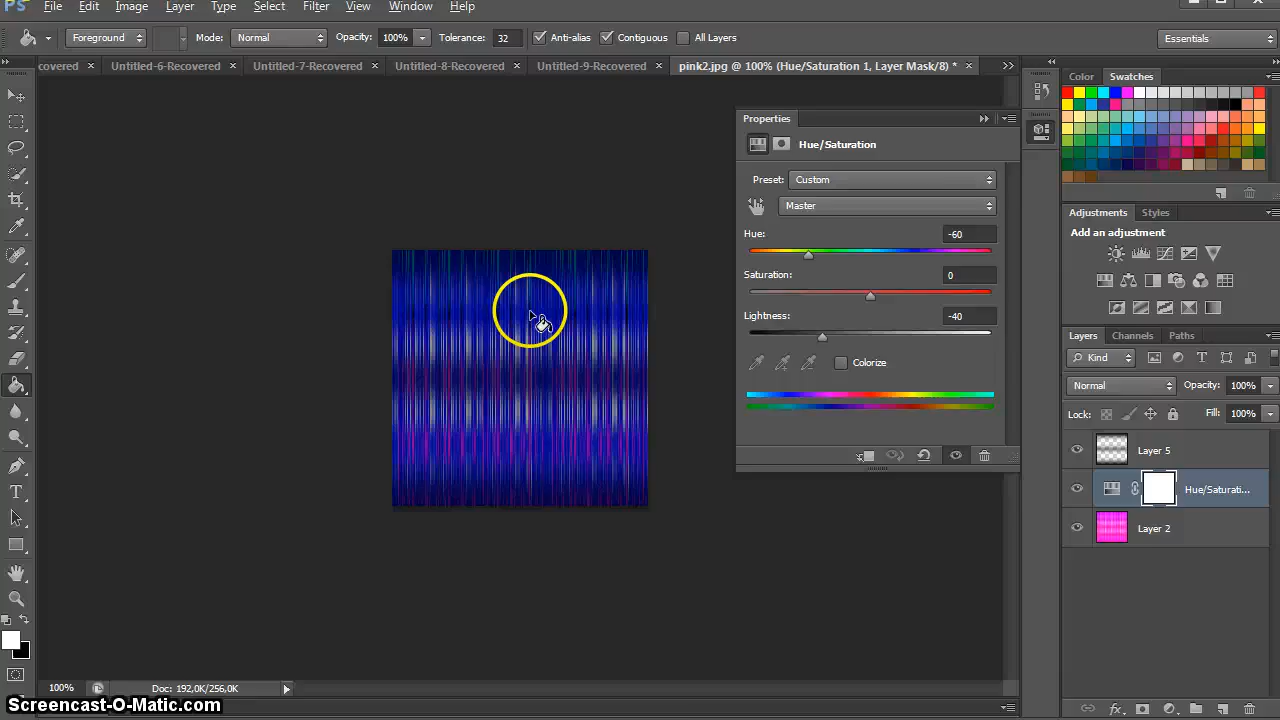 PS File Edit Image Layer Type Select Filter View Window Help
Foreground Mode: Normal Opacity: 100% Tolerance: 32 Anti-alias Contiguous All Layers Essentials
covered × Untitled-6-Recovered × Untitled-7-Recovered × Untitled-8-Recovered × Untitled-9-Recovered × pink2.jpg @ 100% (Hue/Saturation 1, Layer Mask/8) * ×
Color Swatches
Properties
Hue/Saturation
Preset: Custom
Master
Hue: -60
Saturation: 0
Lightness: -40
Colorize
Adjustments Styles
Add an adjustment
Layers Channels Paths
Kind
Normal Opacity: 100%
Lock: Fill: 100%
Layer 5
Hue/Saturati...
Layer 2
100% Doc: 192,0K/256,0K
Screencast-O-Matic.com